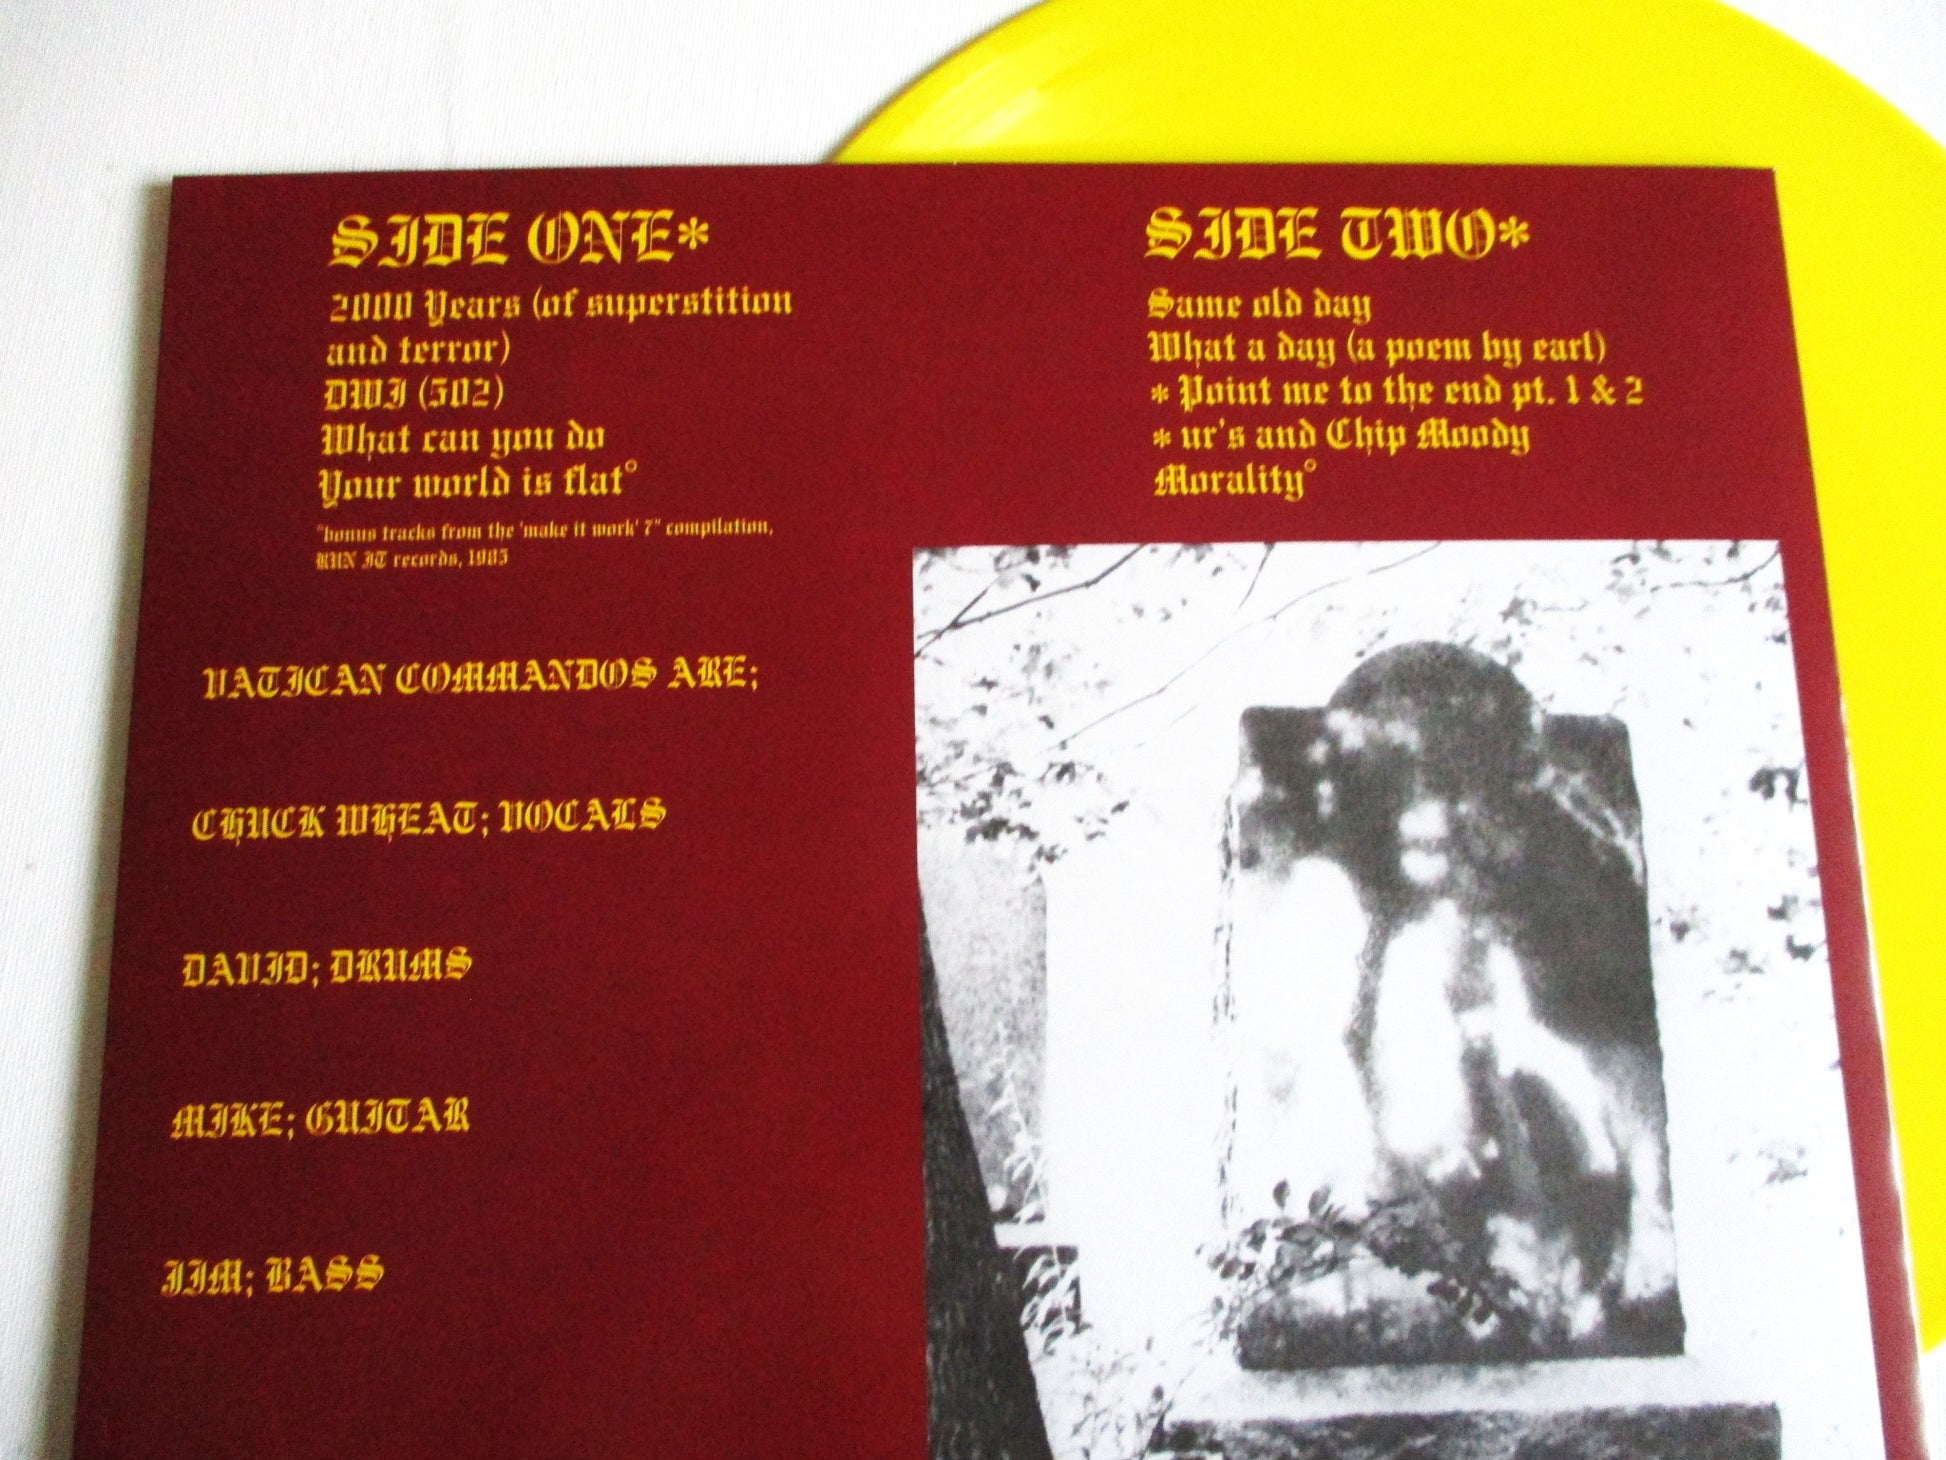 SIDE ONE*
2000 Years (of superstition
and terror)
DWI (502)
What can you do
Your world is flat°
°bonus tracks from the 'make it work' 7" compilation,
RUN IT records, 1985
SIDE TWO*
Same old day
What a day (a poem by earl)
* Point me to the end pt. 1 & 2
* ur's and Chip Moody
Morality°
VATICAN COMMANDOS ARE;
CHUCK WHEAT; VOCALS
DAVID; DRUMS
MIKE; GUITAR
JIM; BASS